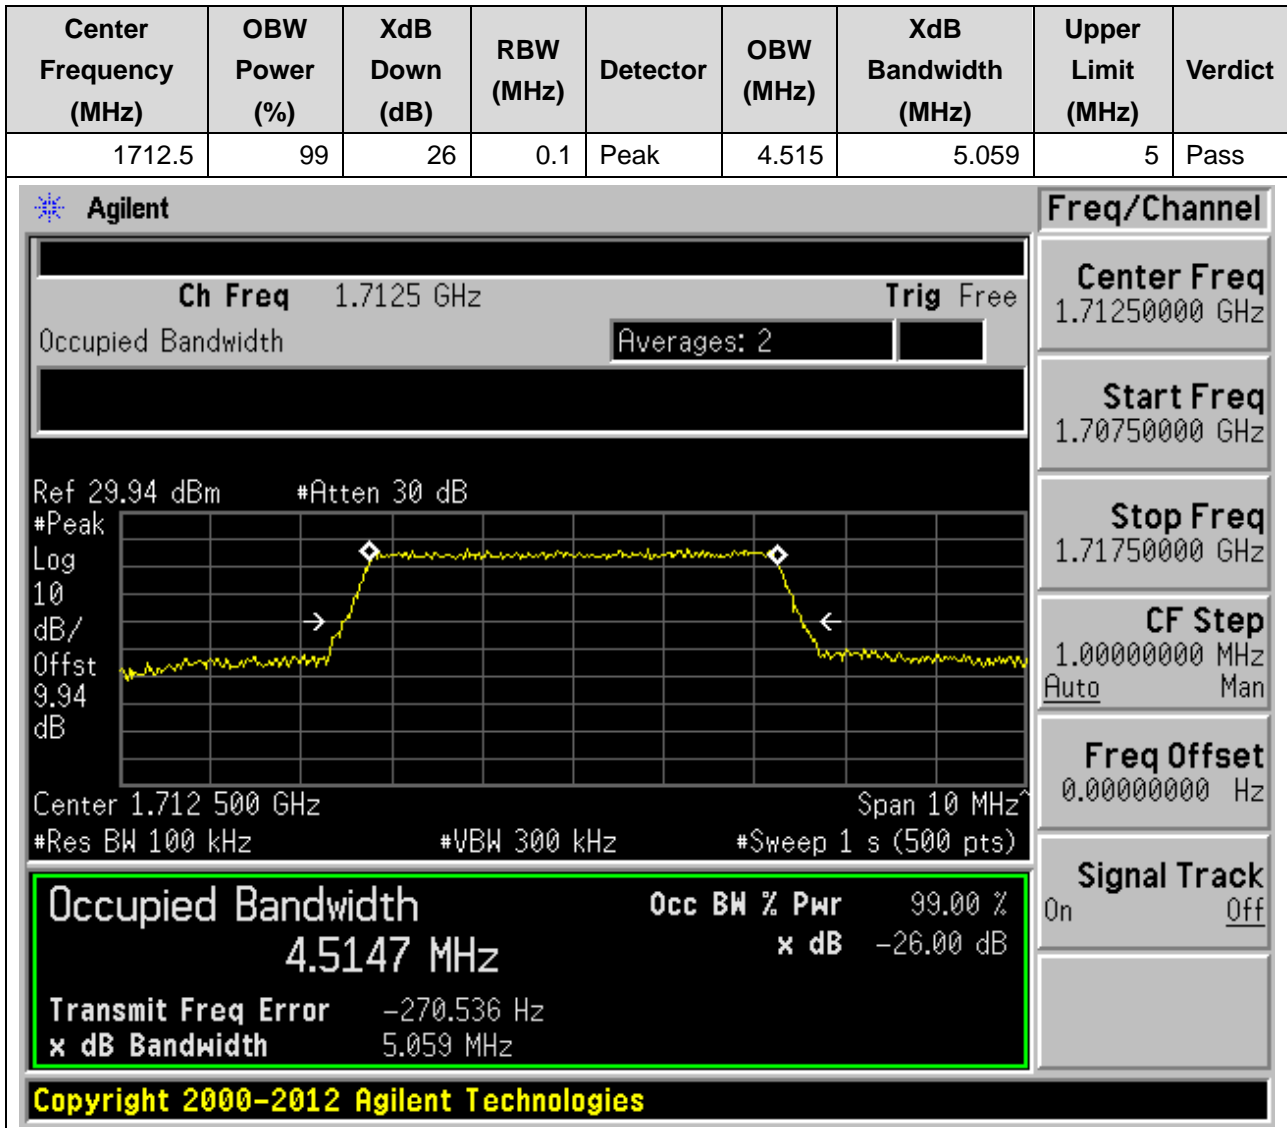 Center Frequency (MHz) OBW Power (%) XdB Down (dB) RBW (MHz) Detector OBW (MHz) XdB Bandwidth (MHz) Upper Limit (MHz) Verdict
1712.5 99 26 0.1 Peak 4.515 5.059 5 Pass
Agilent
Freq/Channel
Ch Freq 1.7125 GHz Trig Free
Occupied Bandwidth Averages: 2
Ref 29.94 dBm #Atten 30 dB
#Peak
Log
10
dB/
Offst
9.94
dB
Center 1.712 500 GHz Span 10 MHz^
#Res BW 100 kHz #VBW 300 kHz #Sweep 1 s (500 pts)
Occupied Bandwidth Occ BW % Pwr 99.00 %
4.5147 MHz x dB -26.00 dB
Transmit Freq Error -270.536 Hz
x dB Bandwidth 5.059 MHz
Center Freq
1.71250000 GHz
Start Freq
1.70750000 GHz
Stop Freq
1.71750000 GHz
CF Step
1.00000000 MHz
Auto Man
Freq Offset
0.00000000 Hz
Signal Track
On Off
Copyright 2000-2012 Agilent Technologies